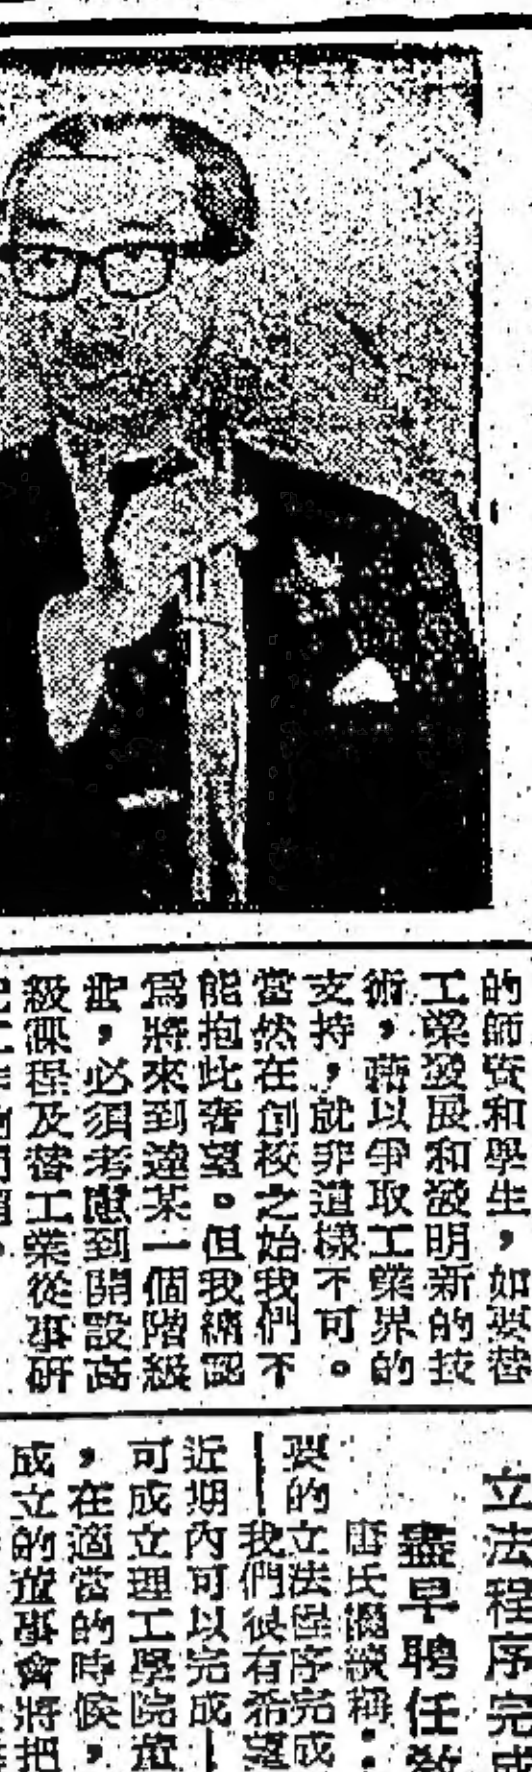 的師資和學生，如要替
工業發展和發明新的技
術，藉以爭取工業界的
支持，就非這樣不可。
當然在創校之始我們不
能抱此奢望。但我續認
爲將來到達某一個階級
，必須考慮到開設高
級課程及替工業從事研
立法程序完成
盡早聘任教
唐氏繼續稱：
要的立法程序完成
│我們很有希望
近期內可以完成│
可成立理工學院董
，在適當的時候，
成立的董事會將把